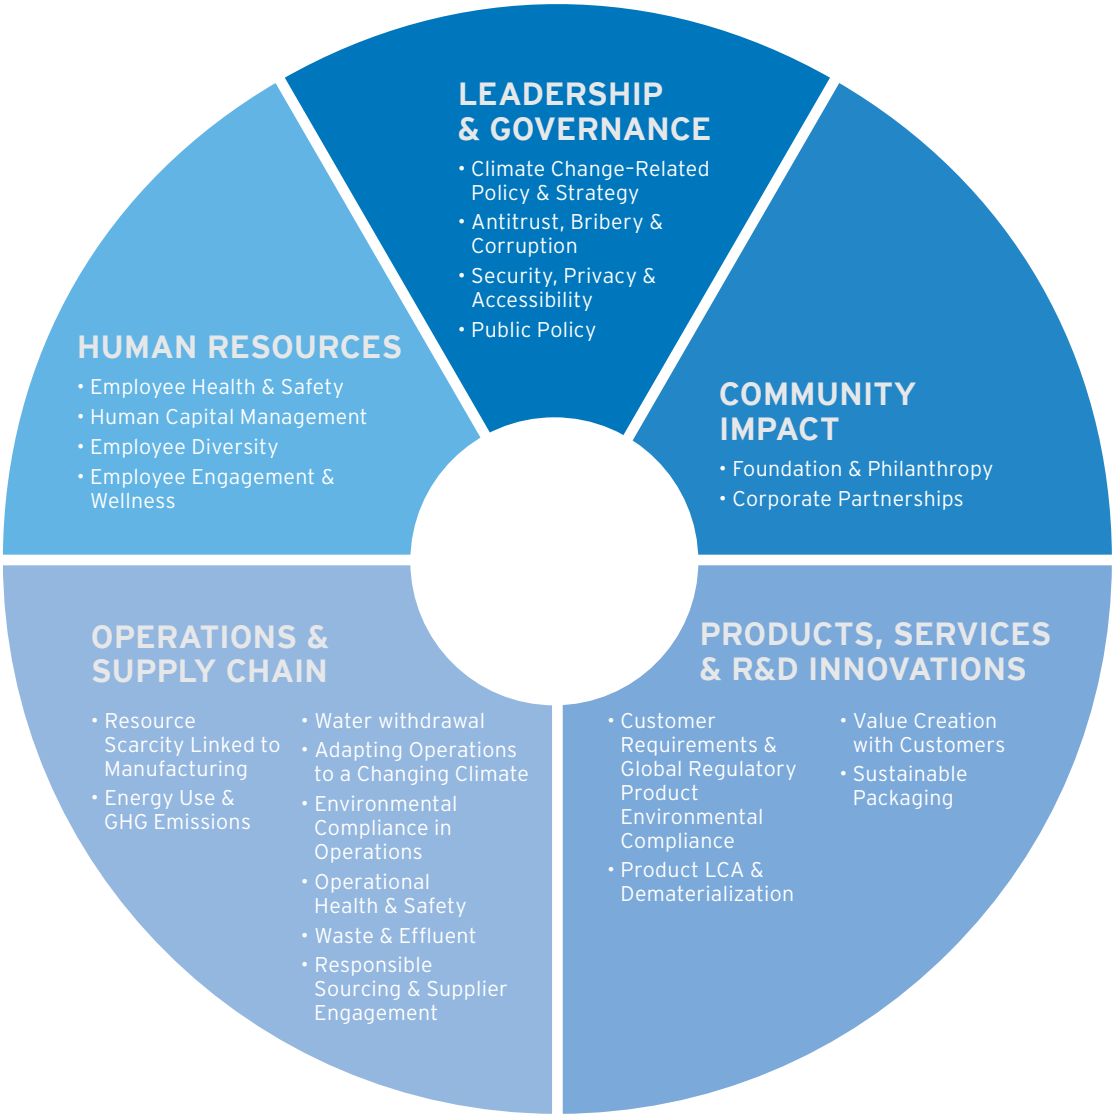 LEADERSHIP
& GOVERNANCE
• Climate Change–Related
Policy & Strategy
• Antitrust, Bribery &
Corruption
• Security, Privacy &
Accessibility
• Public Policy
HUMAN RESOURCES
• Employee Health & Safety
• Human Capital Management
• Employee Diversity
• Employee Engagement &
Wellness
COMMUNITY
IMPACT
• Foundation & Philanthropy
• Corporate Partnerships
OPERATIONS &
SUPPLY CHAIN
• Resource
Scarcity Linked to
Manufacturing
• Energy Use &
GHG Emissions
• Water withdrawal
• Adapting Operations
to a Changing Climate
• Environmental
Compliance in
Operations
• Operational
Health & Safety
• Waste & Effluent
• Responsible
Sourcing & Supplier
Engagement
PRODUCTS, SERVICES
& R&D INNOVATIONS
• Customer
Requirements &
Global Regulatory
Product
Environmental
Compliance
• Product LCA &
Dematerialization
• Value Creation
with Customers
• Sustainable
Packaging